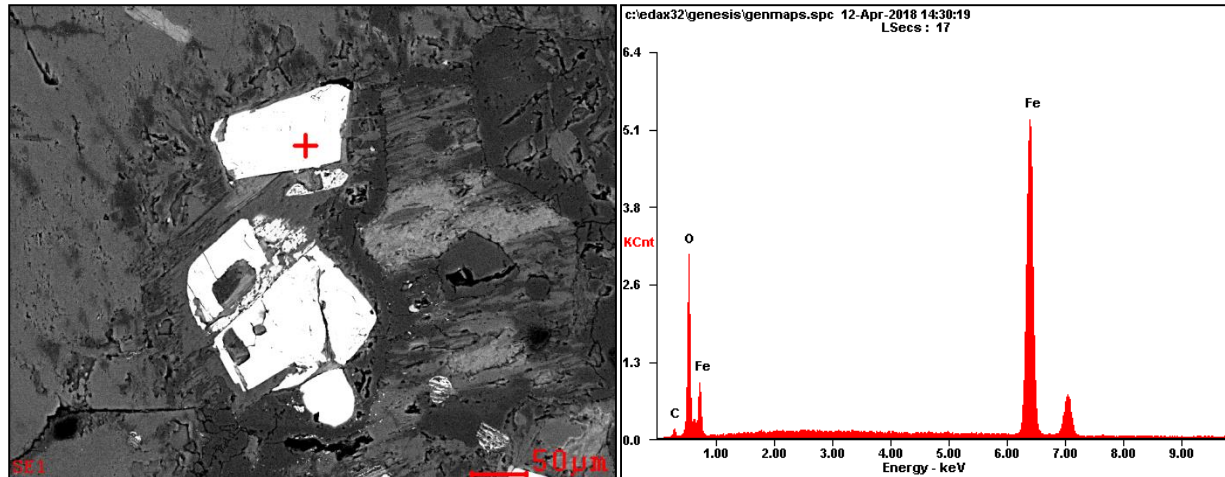 c:\edax32\genesis\genmaps.spc 12-Apr-2018 14:30:19
LSecs : 17
6.4
5.1
3.8
KCnt
2.6
1.3
0.0
C
O
Fe
Fe
1.00 2.00 3.00 4.00 5.00 6.00 7.00 8.00 9.00
Energy - keV
SE1
50µm